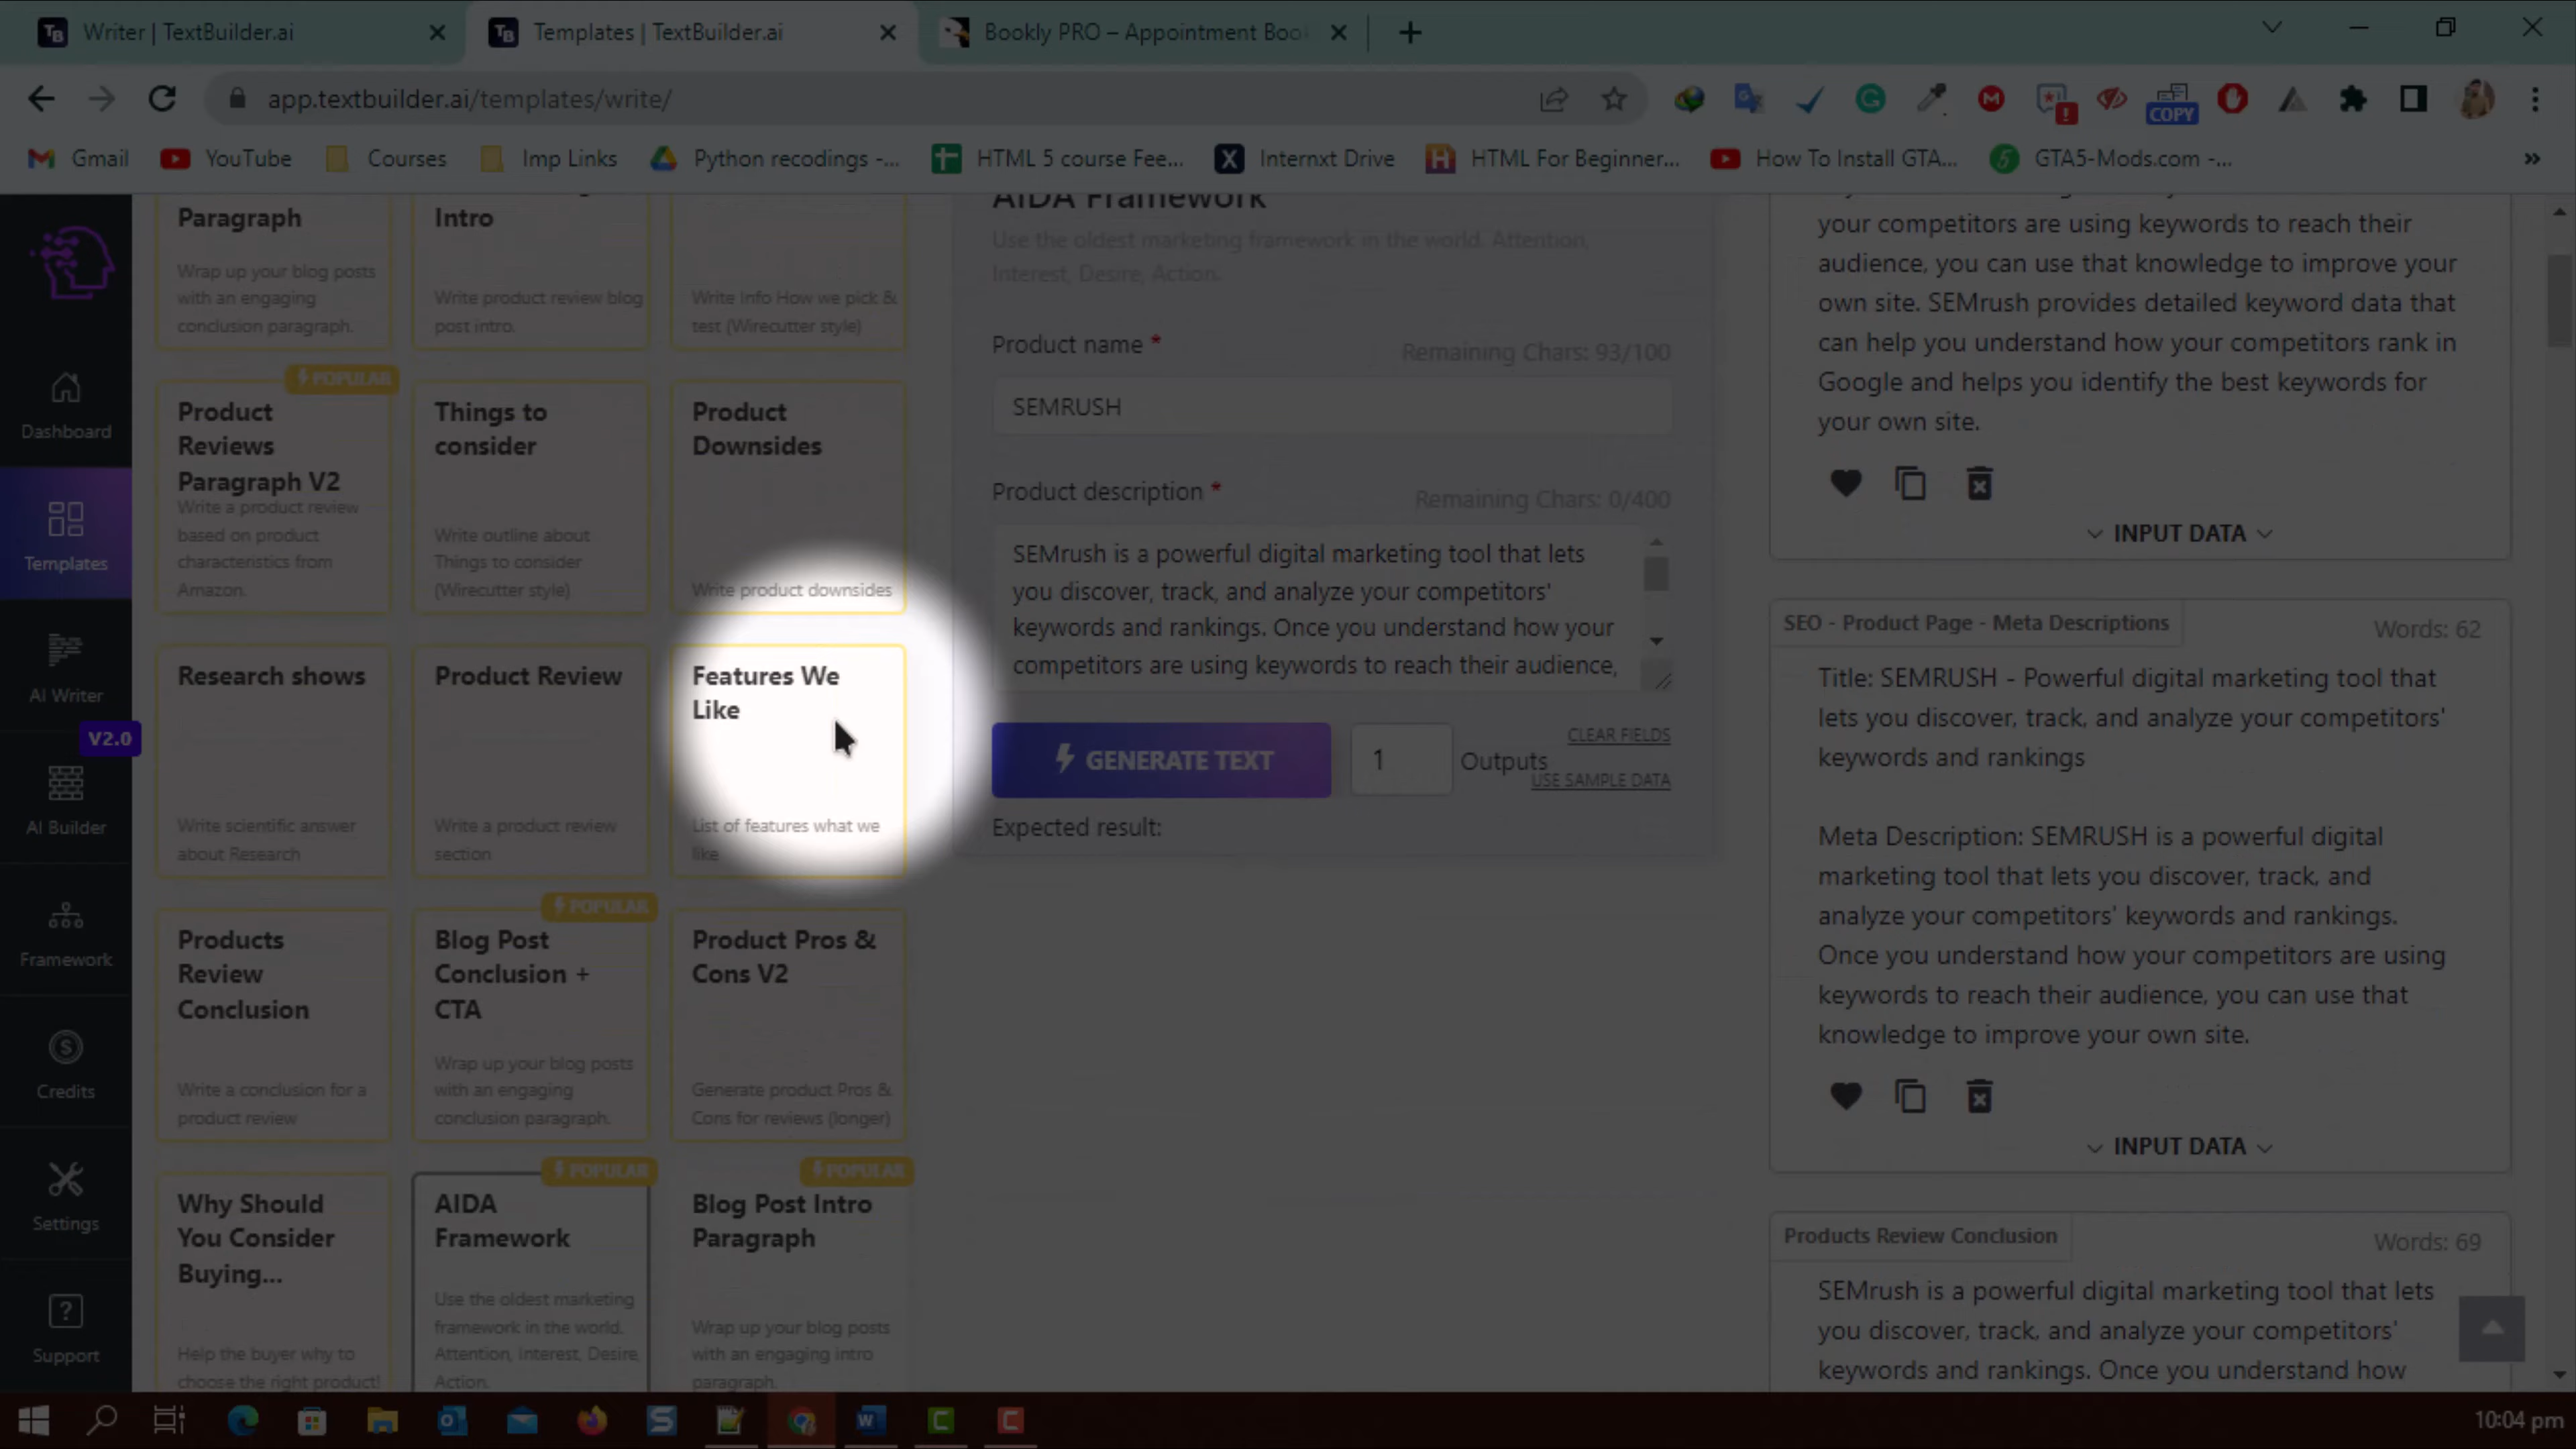 Writer | TextBuilder.ai
Templates | TextBuilder.ai
Bookly PRO – Appointment Boo
app.textbuilder.ai/templates/write/
COPY
Gmail
YouTube
Courses
Imp Links
Python recodings -...
HTML 5 course Fee...
Internxt Drive
HTML For Beginner...
How To Install GTA...
GTA5-Mods.com -...
»
Dashboard
Templates
AI Writer
V2.0
AI Builder
Framework
Credits
Settings
Support
Paragraph
Wrap up your blog posts
with an engaging
conclusion paragraph.
Intro
Write product review blog
post intro.
Write info How we pick &
test (Wirecutter style)
POPULAR
Product
Reviews
Paragraph V2
Write a product review
based on product
characteristics from
Amazon.
Things to
consider
Write outline about
Things to consider
(Wirecutter style)
Product
Downsides
Write product downsides
Research shows
Write scientific answer
about Research
Product Review
Write a product review
section
Features We
Like
List of features what we
like
Products
Review
Conclusion
Write a conclusion for a
product review
POPULAR
Blog Post
Conclusion +
CTA
Wrap up your blog posts
with an engaging
conclusion paragraph.
Product Pros &
Cons V2
Generate product Pros &
Cons for reviews (longer)
Why Should
You Consider
Buying...
Help the buyer why to
choose the right product!
POPULAR
AIDA
Framework
Use the oldest marketing
framework in the world.
Attention, Interest, Desire,
Action.
POPULAR
Blog Post Intro
Paragraph
Wrap up your blog posts
with an engaging intro
paragraph.
AIDA Framework
Use the oldest marketing framework in the world. Attention,
Interest, Desire, Action.
Product name *
Remaining Chars: 93/100
SEMRUSH
Product description *
Remaining Chars: 0/400
SEMrush is a powerful digital marketing tool that lets
you discover, track, and analyze your competitors'
keywords and rankings. Once you understand how your
competitors are using keywords to reach their audience,
GENERATE TEXT
1
Outputs
CLEAR FIELDS
USE SAMPLE DATA
Expected result:
your competitors are using keywords to reach their
audience, you can use that knowledge to improve your
own site. SEMrush provides detailed keyword data that
can help you understand how your competitors rank in
Google and helps you identify the best keywords for
your own site.
INPUT DATA
SEO - Product Page - Meta Descriptions
Words: 62
Title: SEMRUSH - Powerful digital marketing tool that
lets you discover, track, and analyze your competitors'
keywords and rankings
Meta Description: SEMRUSH is a powerful digital
marketing tool that lets you discover, track, and
analyze your competitors' keywords and rankings.
Once you understand how your competitors are using
keywords to reach their audience, you can use that
knowledge to improve your own site.
INPUT DATA
Products Review Conclusion
Words: 69
SEMrush is a powerful digital marketing tool that lets
you discover, track, and analyze your competitors'
keywords and rankings. Once you understand how
10:04 pm